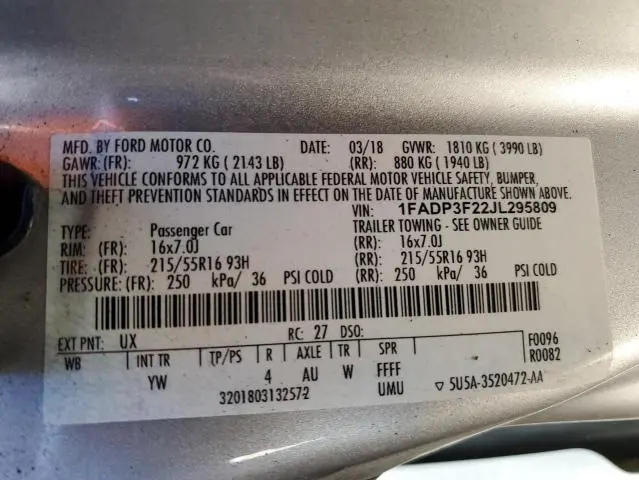 MFD. BY FORD MOTOR CO. DATE: 03/18 GVWR: 1810 KG ( 3990 LB)
GAWR: (FR): 972 KG ( 2143 LB) (RR): 880 KG ( 1940 LB)
THIS VEHICLE CONFORMS TO ALL APPLICABLE FEDERAL MOTOR VEHICLE SAFETY, BUMPER,
AND THEFT PREVENTION STANDARDS IN EFFECT ON THE DATE OF MANUFACTURE SHOWN ABOVE.
VIN: 1FADP3F22JL295809
TYPE: Passenger Car TRAILER TOWING - SEE OWNER GUIDE
RIM: (FR): 16x7.0J (RR): 16x7.0J
TIRE: (FR): 215/55R16 93H (RR): 215/55R16 93H
PRESSURE: (FR): 250 kPa/ 36 PSI COLD (RR): 250 kPa/ 36 PSI COLD
EXT PNT: UX RC: 27 DSO: F0096
WB INT TR TP/PS R AXLE TR SPR R0082
YW 4 AU W FFFF
3201803132572 UMU ▽ 5U5A-3520472-AA